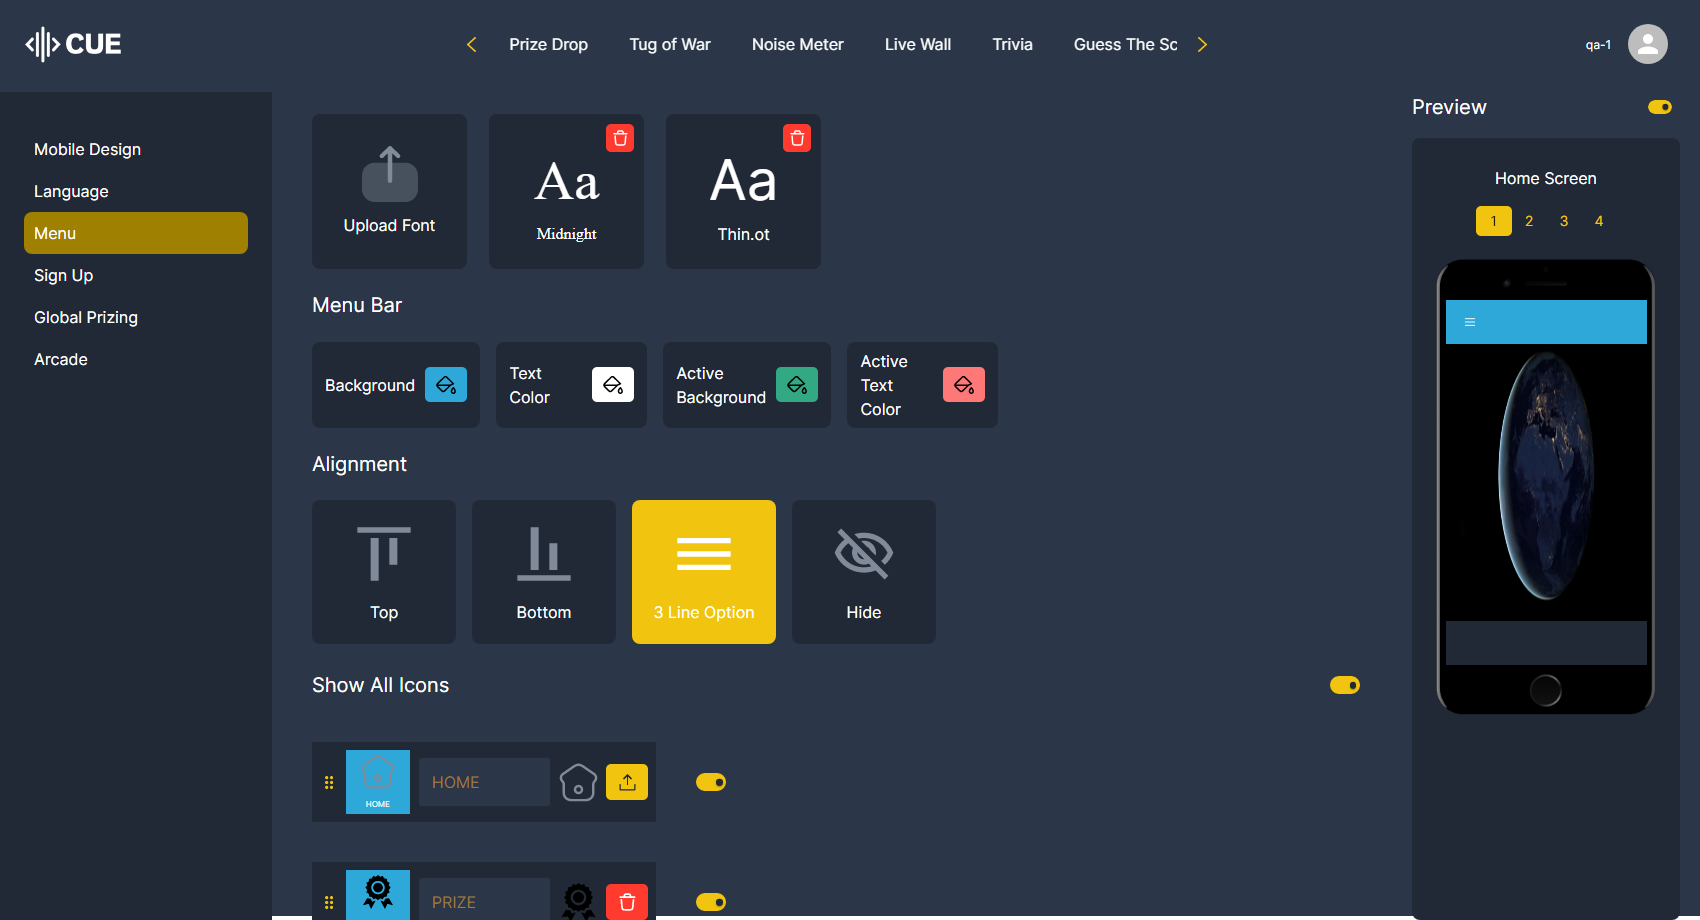 CUE
Prize Drop
Tug of War
Noise Meter
Live Wall
Trivia
Guess The Sc
qa-1
Mobile Design
Language
Menu
Sign Up
Global Prizing
Arcade
Upload Font
Aa
Midnight
Aa
Thin.ot
Menu Bar
Background
Text
Color
Active
Background
Active
Text
Color
Alignment
Top
Bottom
3 Line Option
Hide
Show All Icons
HOME
HOME
PRIZE
Preview
Home Screen
1 2 3 4